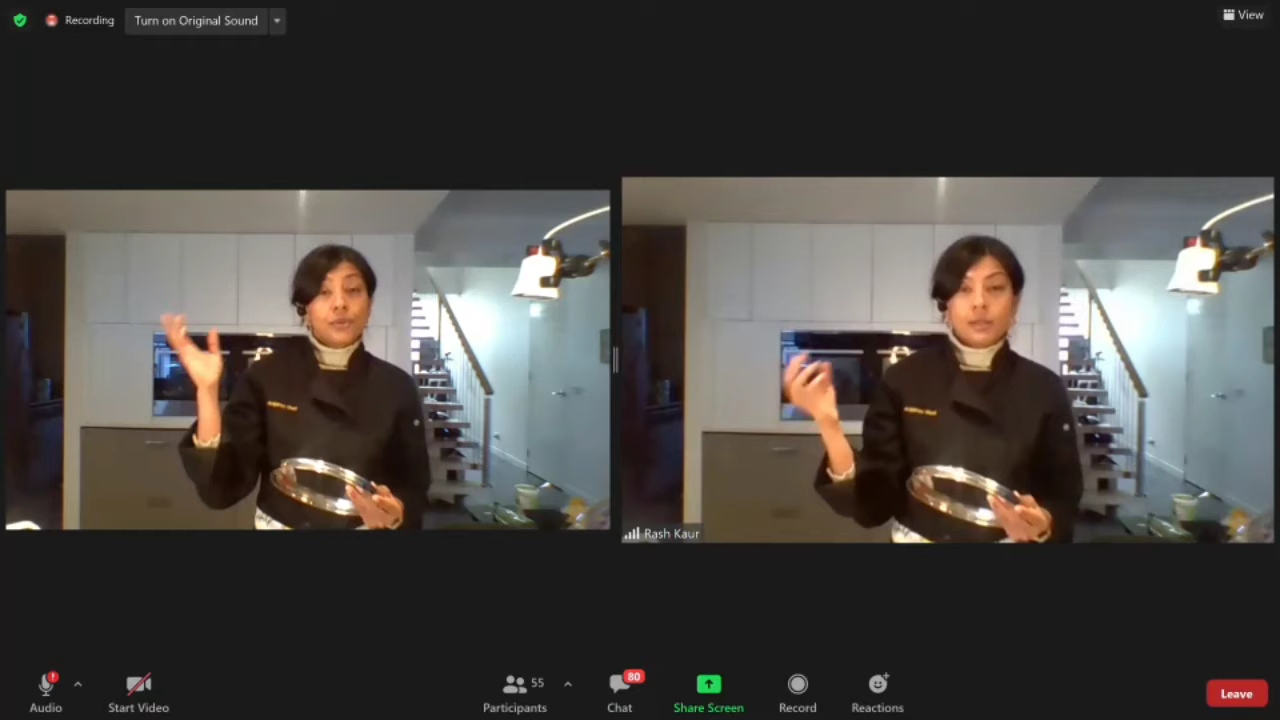 Recording
Turn on Original Sound
View
Rash Kaur
Audio
Start Video
Participants
55
Chat
80
Share Screen
Record
Reactions
Leave